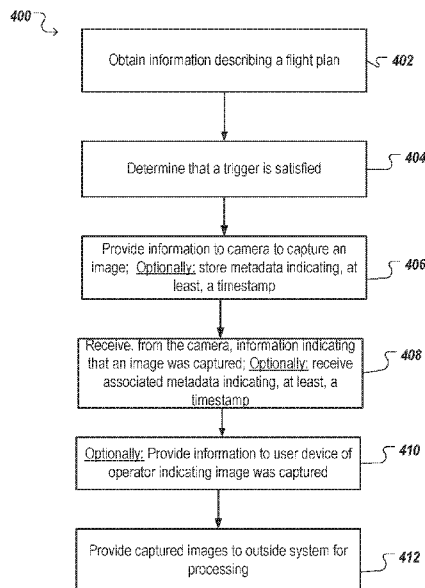 400
Obtain information describing a flight plan
402
Determine that a trigger is satisfied
404
Provide information to camera to capture an
image; Optionally: store metadata indicating, at
least, a timestamp
406
Receive, from the camera, information indicating
that an image was captured; Optionally: receive
associated metadata indicating, at least, a
timestamp
408
Optionally: Provide information to user device of
operator indicating image was captured
410
Provide captured images to outside system for
processing
412